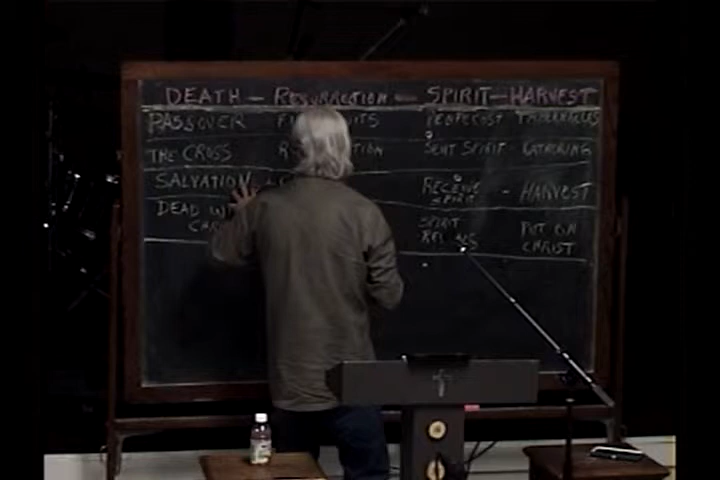 DEATH — RESURRECTION — SPIRIT — HARVEST
PASSOVER PENTECOST TABERNACLES
THE CROSS SENT SPIRIT GATHERING
SALVATION RECEIVE SPIRIT - HARVEST
DEAD SPIRIT PUT ON CHRIST